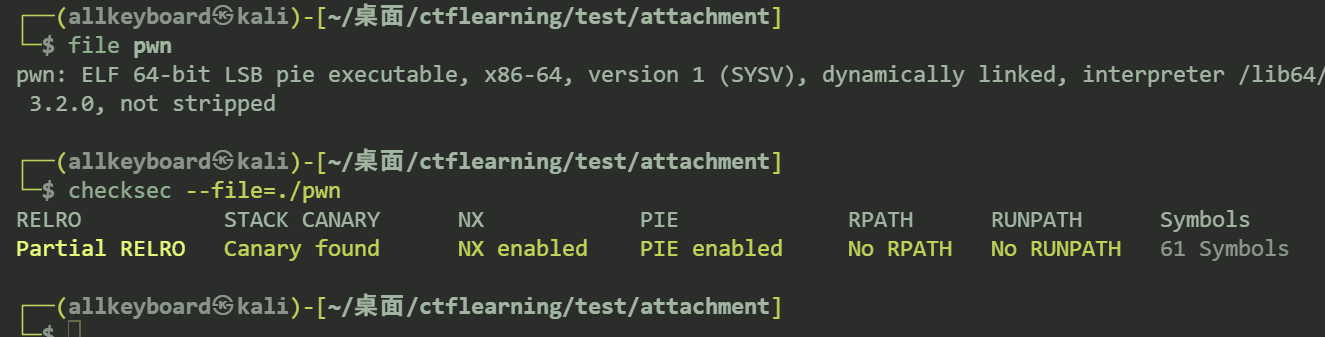 ┌──(allkeyboard㉿kali)-[~/桌面/ctflearning/test/attachment]
└─$ file pwn
pwn: ELF 64-bit LSB pie executable, x86-64, version 1 (SYSV), dynamically linked, interpreter /lib64/
 3.2.0, not stripped
┌──(allkeyboard㉿kali)-[~/桌面/ctflearning/test/attachment]
└─$ checksec --file=./pwn
RELRO           STACK CANARY      NX            PIE             RPATH      RUNPATH      Symbols
Partial RELRO   Canary found      NX enabled    PIE enabled     No RPATH   No RUNPATH   61 Symbols
┌──(allkeyboard㉿kali)-[~/桌面/ctflearning/test/attachment]
└─$